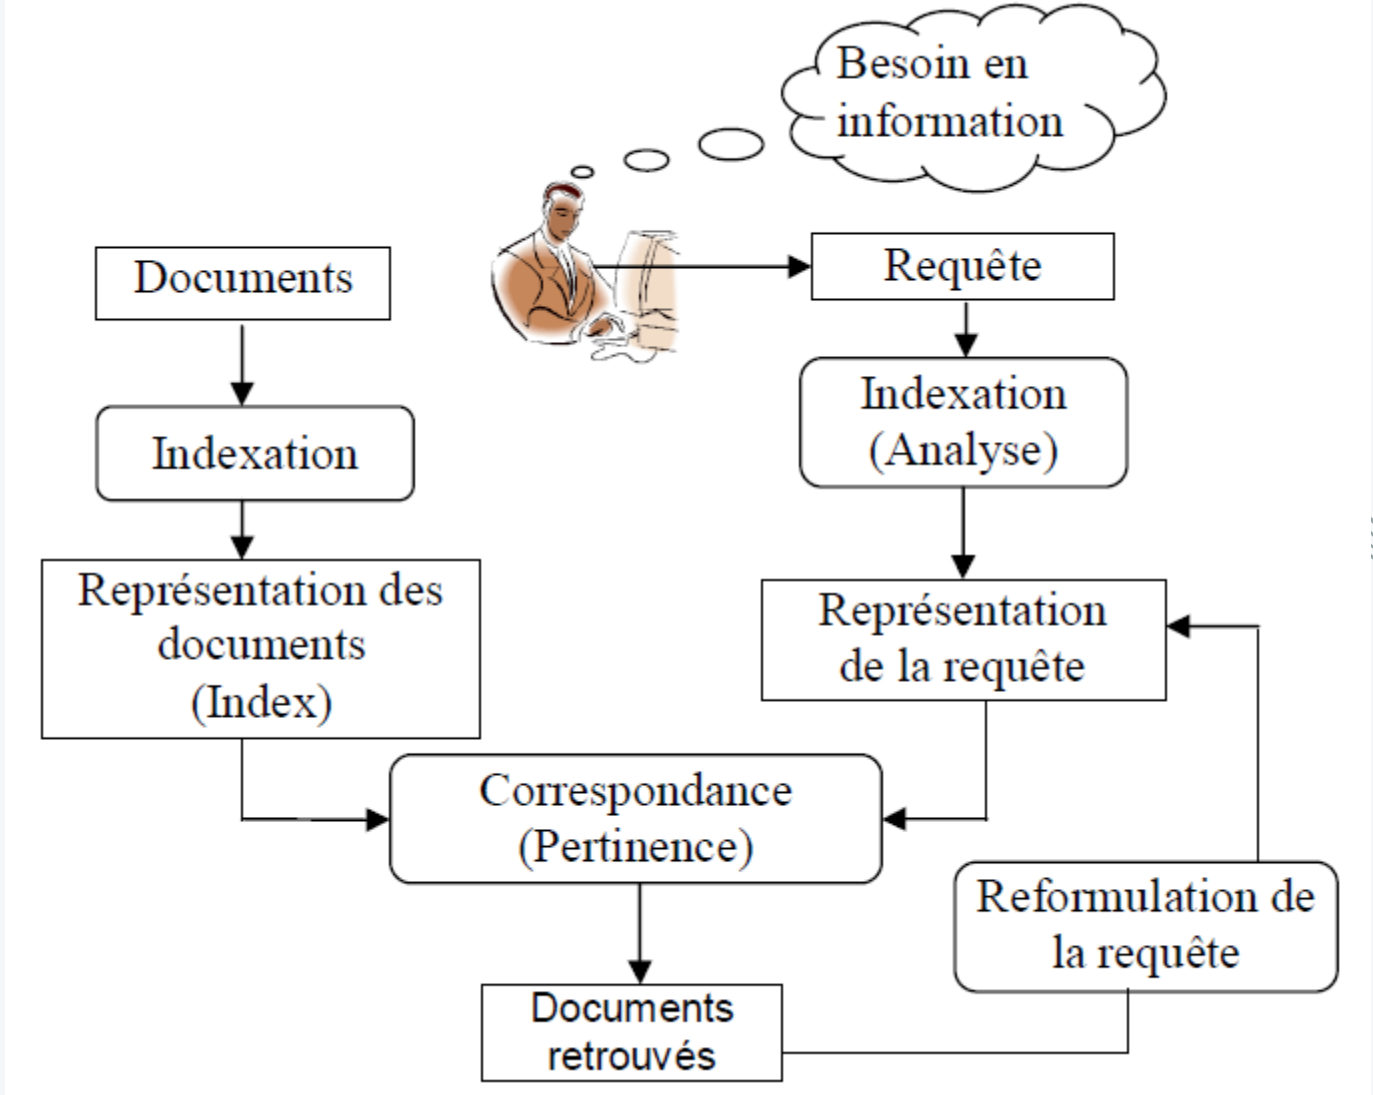 Besoin en
information
Documents
Requête
Indexation
Indexation
(Analyse)
Représentation des
documents
(Index)
Représentation
de la requête
Correspondance
(Pertinence)
Reformulation de
la requête
Documents
retrouvés